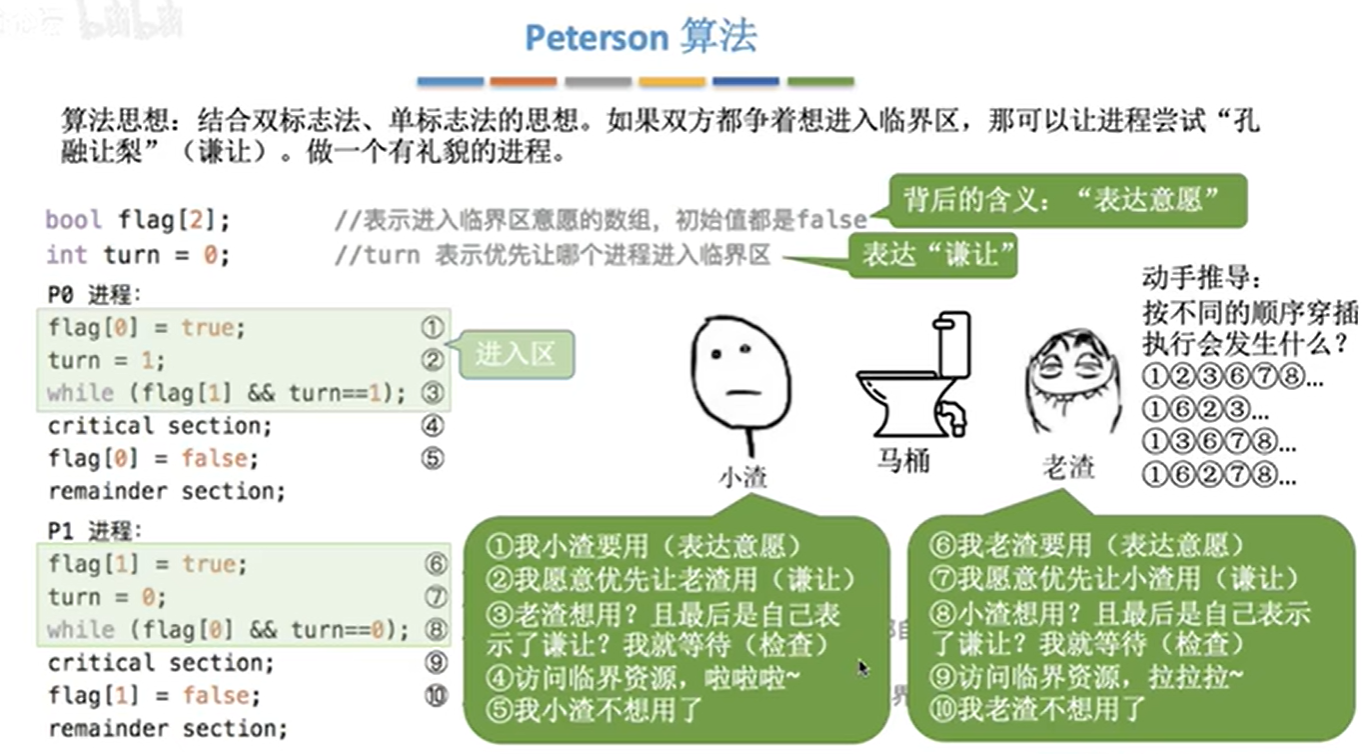 Peterson 算法
算法思想：结合双标志法、单标志法的思想。如果双方都争着想进入临界区，那可以让进程尝试“孔
融让梨”（谦让）。做一个有礼貌的进程。
bool flag[2]; //表示进入临界区意愿的数组，初始值都是false
背后的含义：“表达意愿”
int turn = 0; //turn 表示优先让哪个进程进入临界区
表达“谦让”
P0 进程:
flag[0] = true; ①
turn = 1; ②
while (flag[1] && turn==1); ③
进入区
critical section; ④
flag[0] = false; ⑤
remainder section;
P1 进程:
flag[1] = true; ⑥
turn = 0; ⑦
while (flag[0] && turn==0); ⑧
critical section; ⑨
flag[1] = false; ⑩
remainder section;
小渣
马桶
老渣
动手推导：
按不同的顺序穿插
执行会发生什么？
①②③⑥⑦⑧...
①⑥②③...
①③⑥⑦⑧...
①⑥②⑦⑧...
①我小渣要用（表达意愿）
②我愿意优先让老渣用（谦让）
③老渣想用？且最后是自己表
示了谦让？我就等待（检查）
④访问临界资源，啦啦啦~
⑤我小渣不想用了
⑥我老渣要用（表达意愿）
⑦我愿意优先让小渣用（谦让）
⑧小渣想用？且最后是自己表示
了谦让？我就等待（检查）
⑨访问临界资源，拉拉拉~
⑩我老渣不想用了